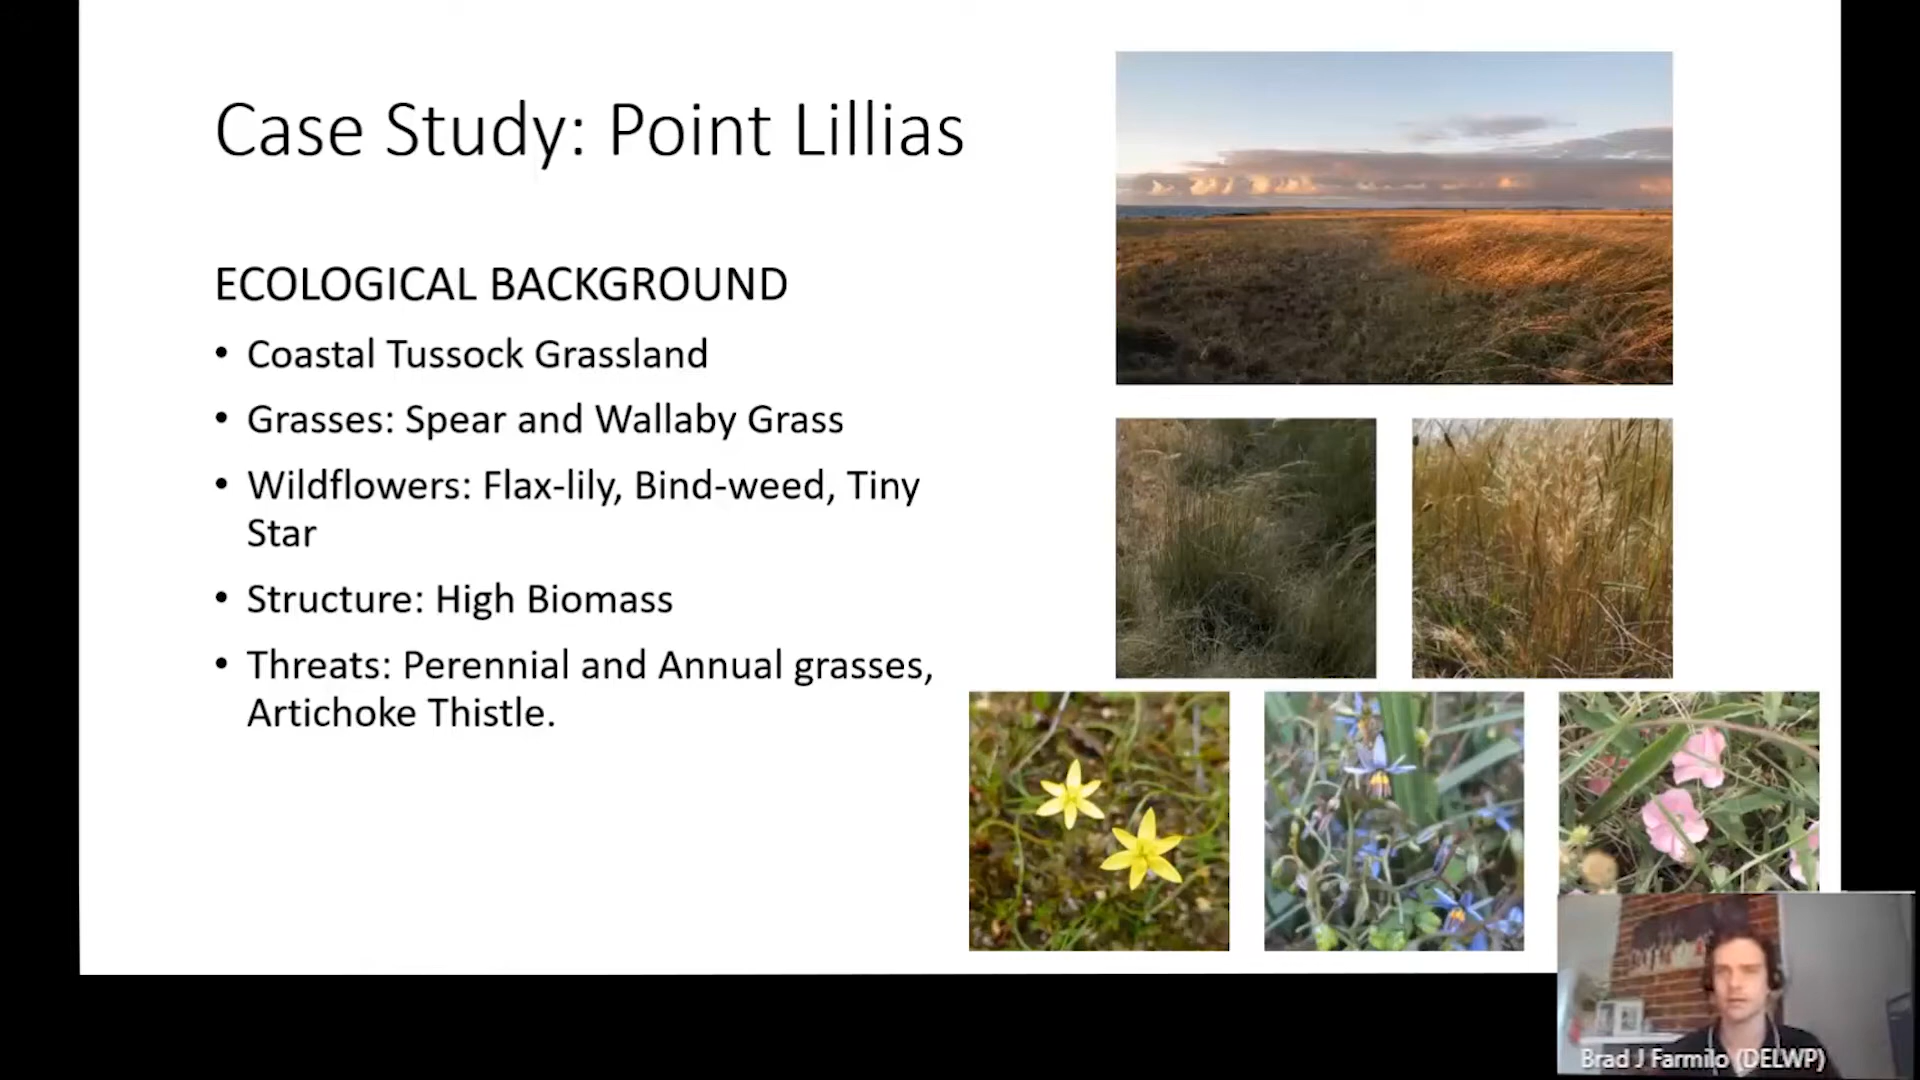 Case Study: Point Lillias
ECOLOGICAL BACKGROUND
• Coastal Tussock Grassland
• Grasses: Spear and Wallaby Grass
• Wildflowers: Flax-lily, Bind-weed, Tiny
Star
• Structure: High Biomass
• Threats: Perennial and Annual grasses,
Artichoke Thistle.
Brad J Farmilo (DELWP)